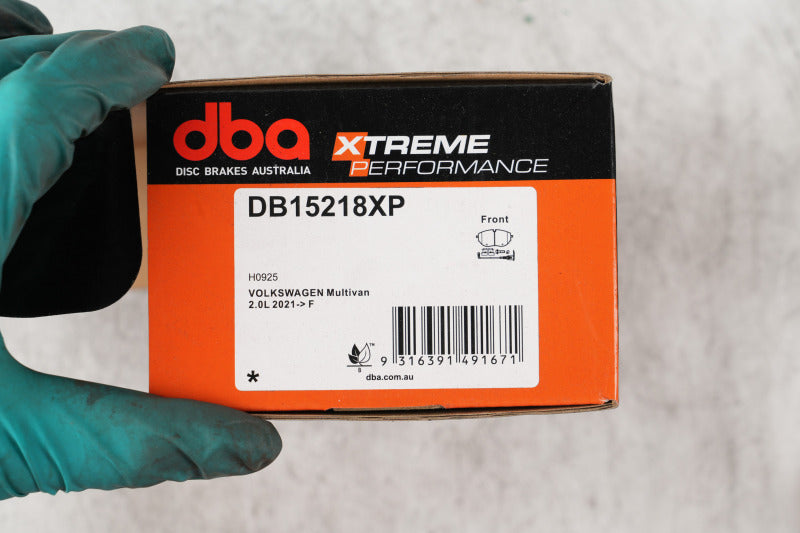 dba
DISC BRAKES AUSTRALIA
XTREME
PERFORMANCE
DB15218XP
Front
H0925
VOLKSWAGEN Multivan
2.0L 2021-> F
TM
B
9 316391 491671
*
dba.com.au